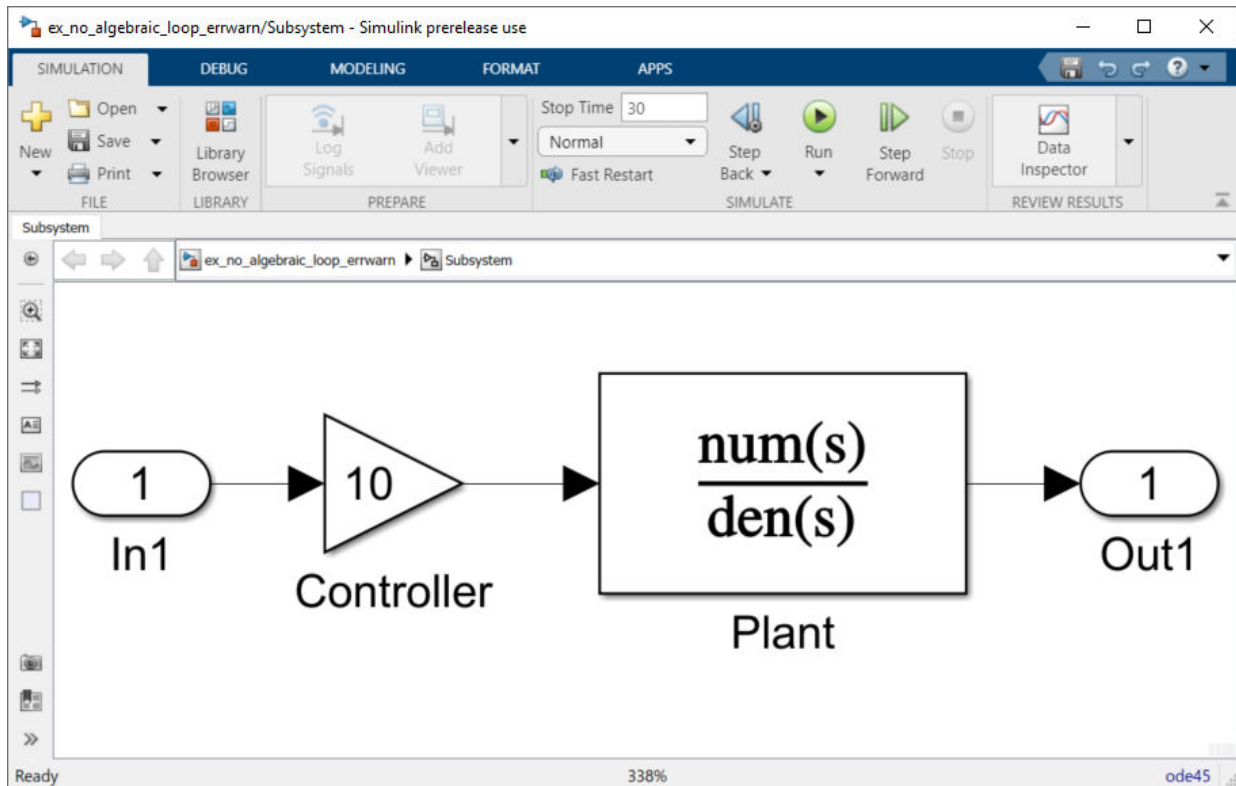 ex_no_algebraic_loop_errwarn/Subsystem - Simulink prerelease use
SIMULATION DEBUG MODELING FORMAT APPS
New
Open
Save
Print
FILE
Library
Browser
LIBRARY
Log
Signals
Add
Viewer
PREPARE
Stop Time 30
Normal
Fast Restart
Step
Back
Run
Step
Forward
Stop
SIMULATE
Data
Inspector
REVIEW RESULTS
Subsystem
ex_no_algebraic_loop_errwarn Subsystem
1
In1
10
Controller
num(s)
den(s)
Plant
1
Out1
Ready 338% ode45